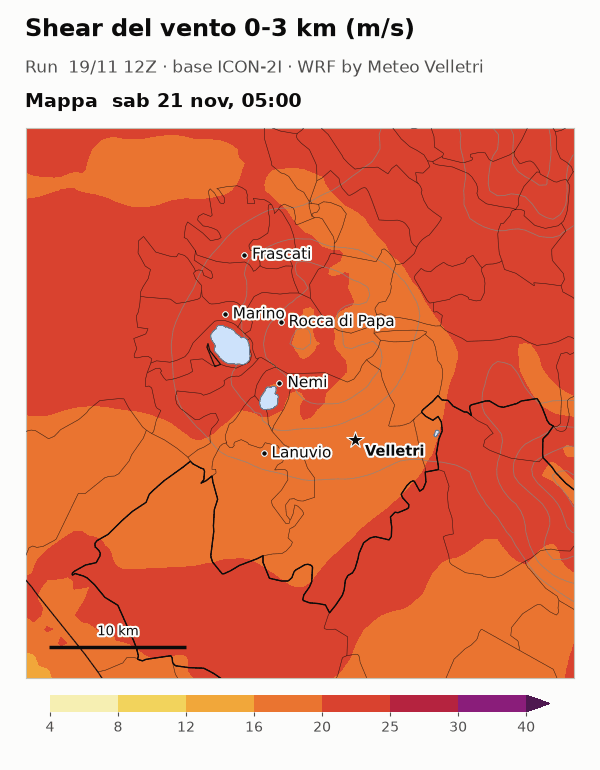 Shear del vento 0-3 km (m/s)
Run  19/11 12Z · base ICON-2I · WRF by Meteo Velletri
Mappa  sab 21 nov, 05:00
Frascati
Marino
Rocca di Papa
Nemi
Velletri
Lanuvio
10 km
4 8 12 16 20 25 30 40